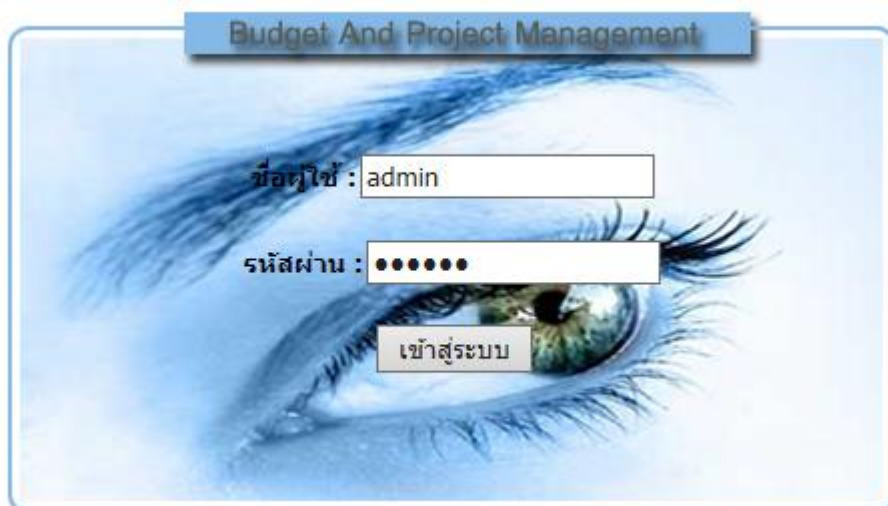 Budget And Project Management
ชื่อผู้ใช้ : admin
รหัสผ่าน : ●●●●●●
เข้าสู่ระบบ